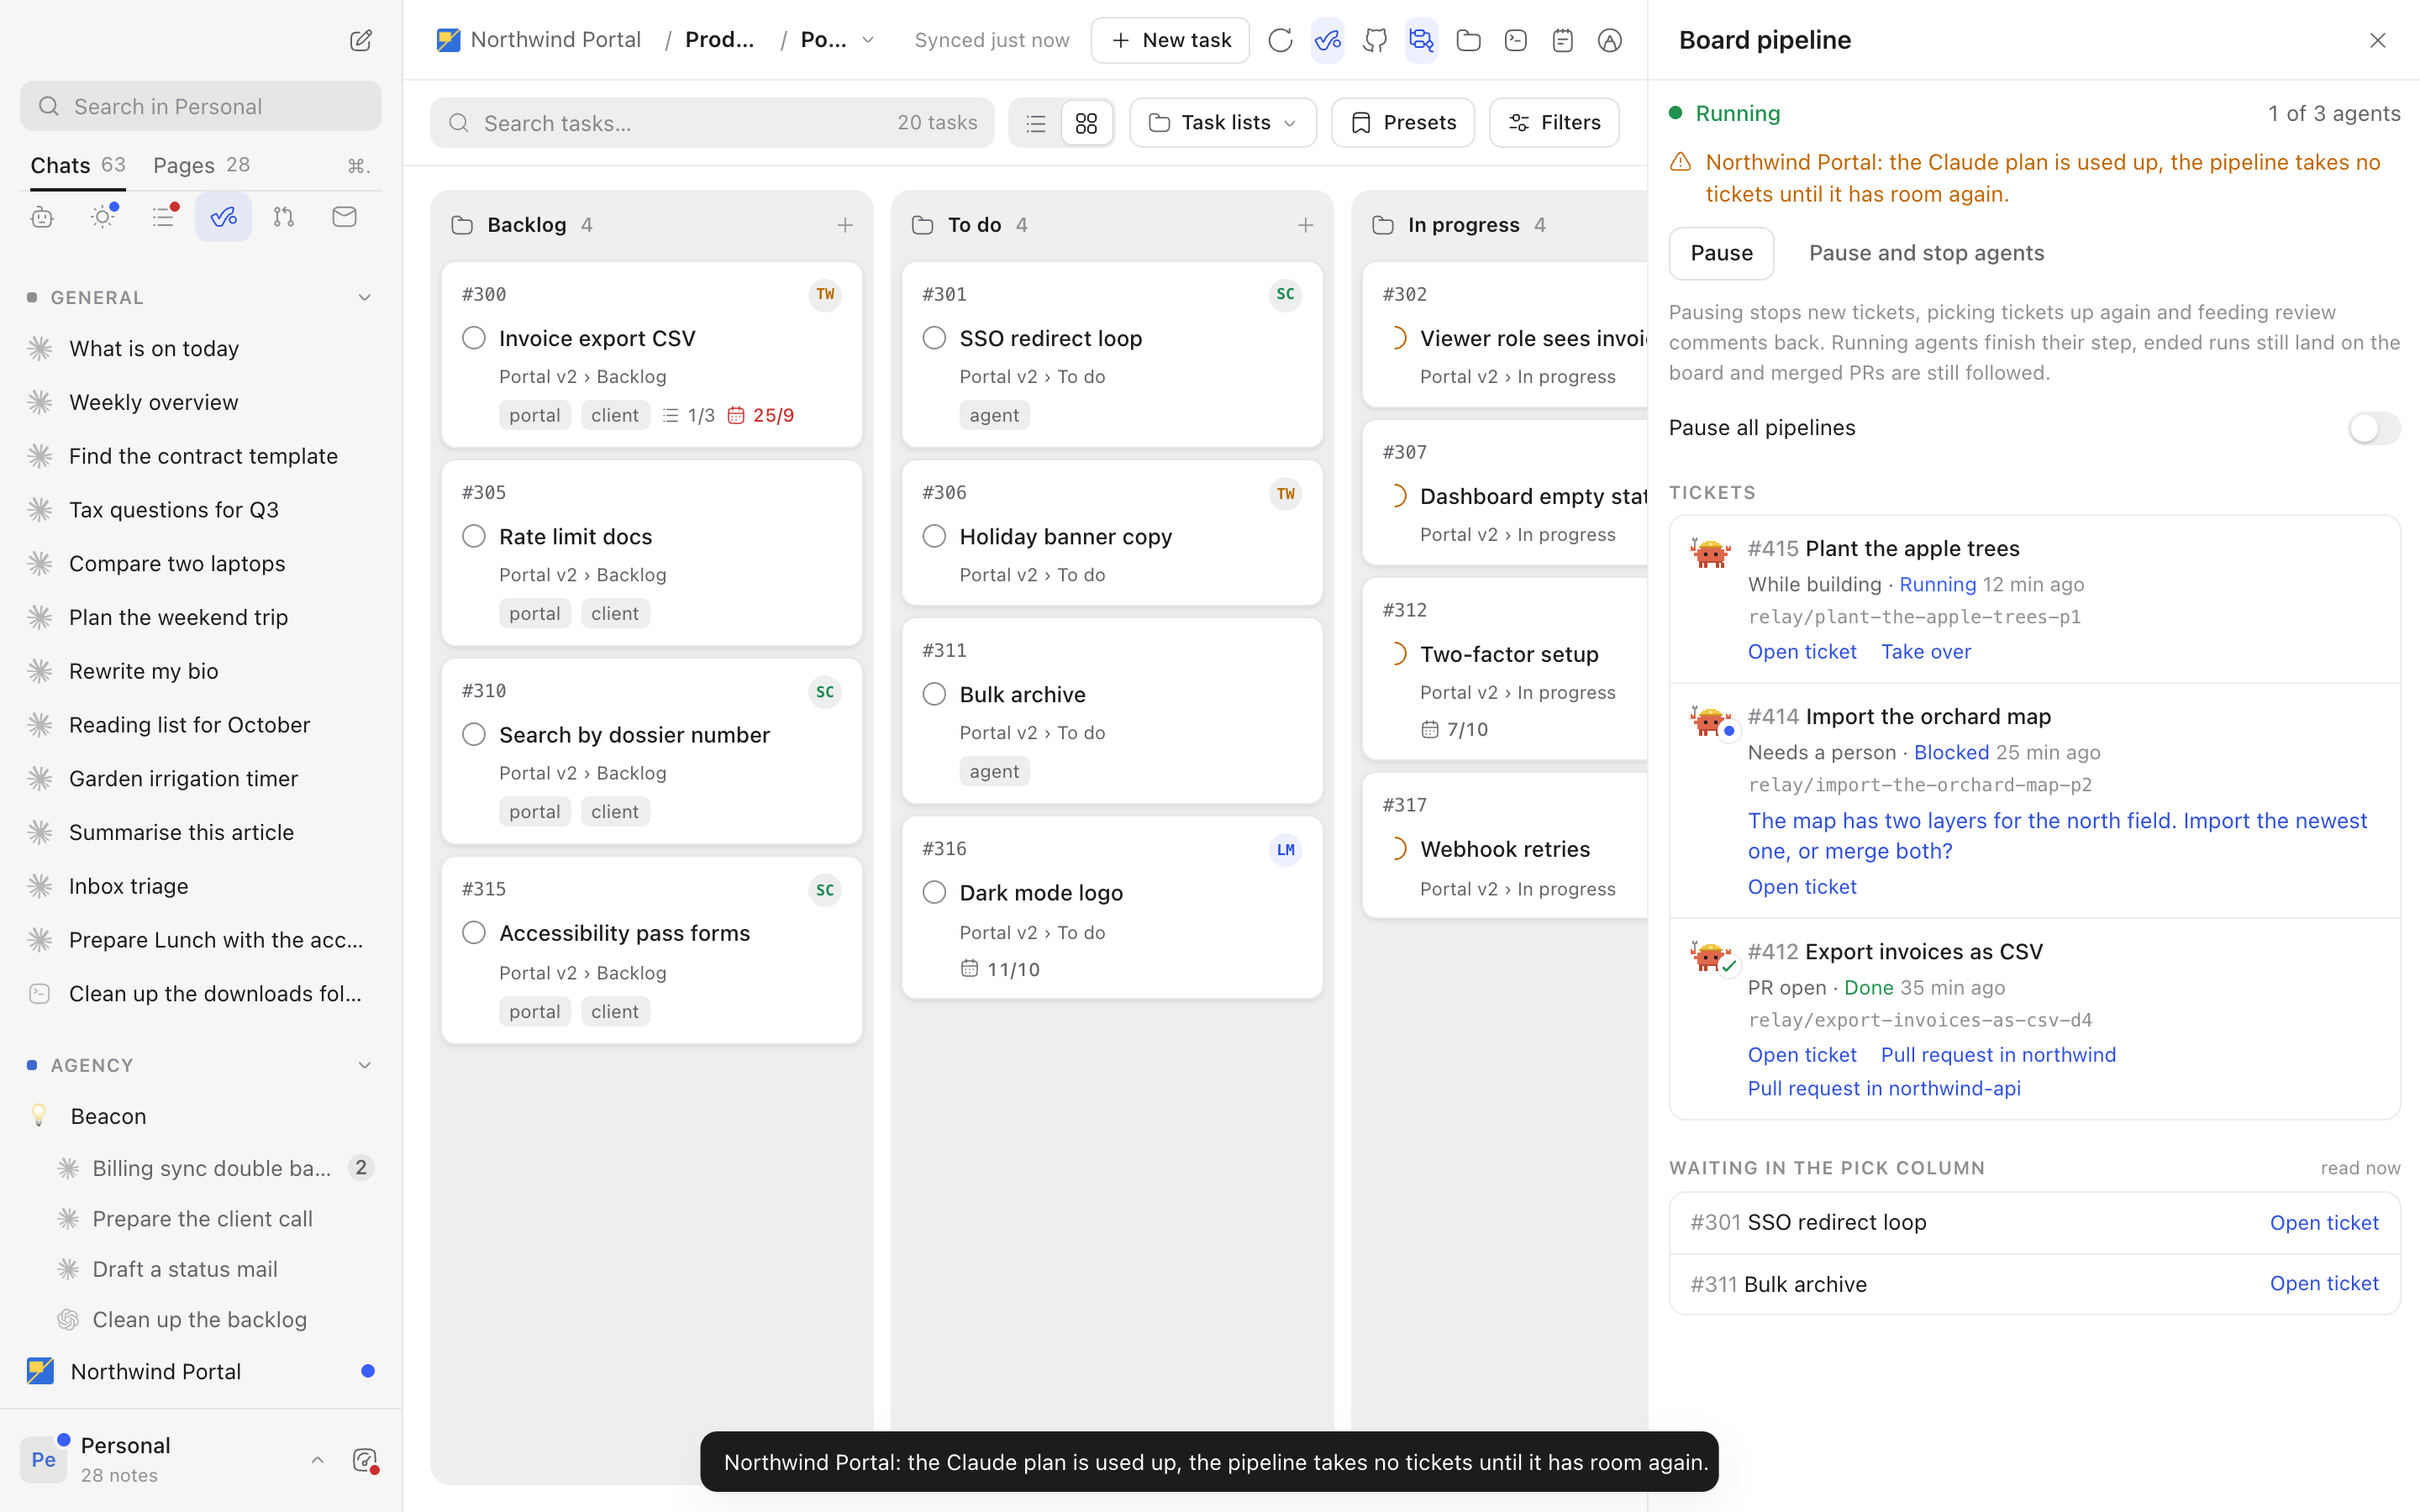 Search in Personal
Chats 63
Pages 28
⌘.
GENERAL
What is on today
Weekly overview
Find the contract template
Tax questions for Q3
Compare two laptops
Plan the weekend trip
Rewrite my bio
Reading list for October
Garden irrigation timer
Summarise this article
Inbox triage
Prepare Lunch with the acc...
Clean up the downloads fol...
AGENCY
Beacon
Billing sync double ba... 2
Prepare the client call
Draft a status mail
Clean up the backlog
Northwind Portal
Pe
Personal
28 notes
Northwind Portal / Prod... / Po...
Synced just now
New task
Search tasks...
20 tasks
Task lists
Presets
Filters
Backlog 4
#300 TW
Invoice export CSV
Portal v2 › Backlog
portal client 1/3 25/9
#305
Rate limit docs
Portal v2 › Backlog
portal client
#310 SC
Search by dossier number
Portal v2 › Backlog
portal client
#315 SC
Accessibility pass forms
Portal v2 › Backlog
portal client
To do 4
#301 SC
SSO redirect loop
Portal v2 › To do
agent
#306 TW
Holiday banner copy
Portal v2 › To do
#311
Bulk archive
Portal v2 › To do
agent
#316 LM
Dark mode logo
Portal v2 › To do
11/10
In progress 4
#302
Viewer role sees invoi
Portal v2 › In progress
#307
Dashboard empty stat
Portal v2 › In progress
#312
Two-factor setup
Portal v2 › In progress
7/10
#317
Webhook retries
Portal v2 › In progress
Board pipeline
Running
1 of 3 agents
Northwind Portal: the Claude plan is used up, the pipeline takes no
tickets until it has room again.
Pause
Pause and stop agents
Pausing stops new tickets, picking tickets up again and feeding review
comments back. Running agents finish their step, ended runs still land on the
board and merged PRs are still followed.
Pause all pipelines
TICKETS
#415 Plant the apple trees
While building · Running 12 min ago
relay/plant-the-apple-trees-p1
Open ticket Take over
#414 Import the orchard map
Needs a person · Blocked 25 min ago
relay/import-the-orchard-map-p2
The map has two layers for the north field. Import the newest
one, or merge both?
Open ticket
#412 Export invoices as CSV
PR open · Done 35 min ago
relay/export-invoices-as-csv-d4
Open ticket Pull request in northwind
Pull request in northwind-api
WAITING IN THE PICK COLUMN
read now
#301 SSO redirect loop Open ticket
#311 Bulk archive Open ticket
Northwind Portal: the Claude plan is used up, the pipeline takes no tickets until it has room again.